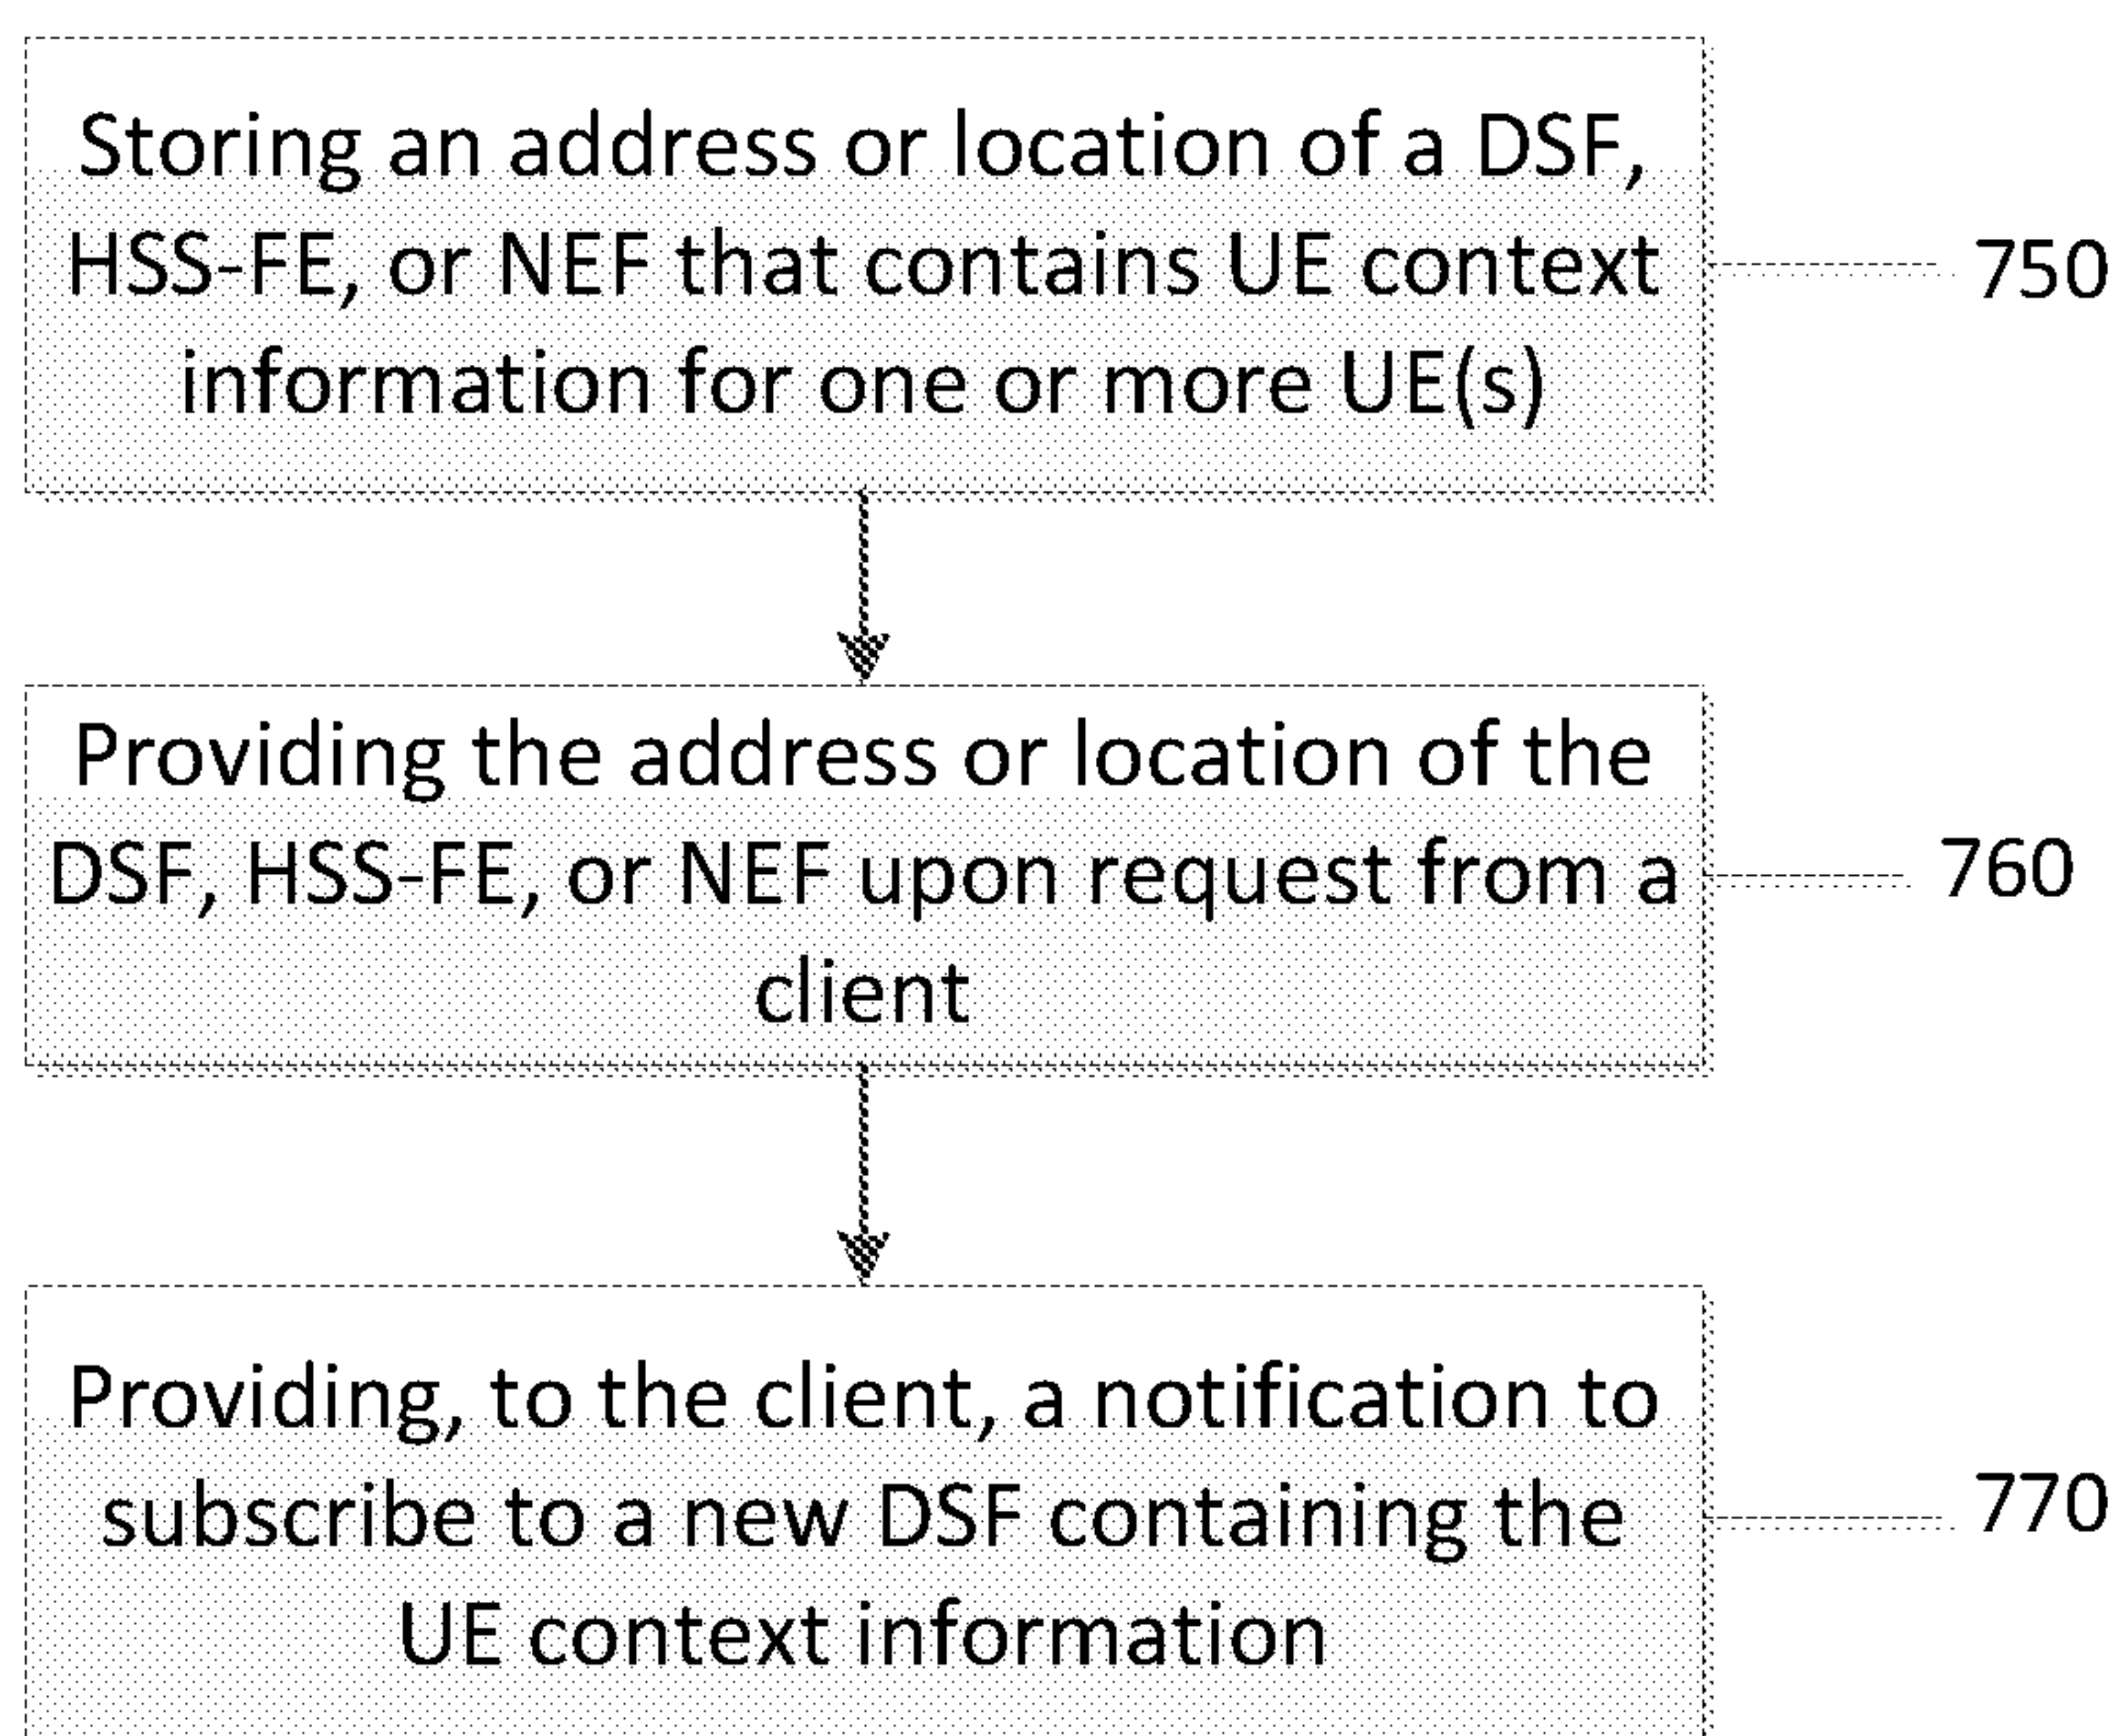 Storing an address or location of a DSF,
HSS-FE, or NEF that contains UE context
information for one or more UE(s)
750
Providing the address or location of the
DSF, HSS-FE, or NEF upon request from a
client
760
Providing, to the client, a notification to
subscribe to a new DSF containing the
UE context information
770